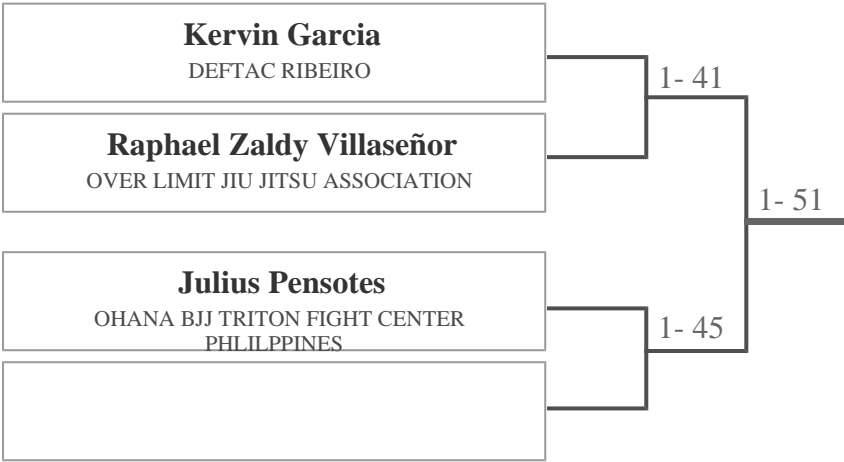 Kervin Garcia
DEFTAC RIBEIRO
1- 41
Raphael Zaldy Villaseñor
OVER LIMIT JIU JITSU ASSOCIATION
1- 51
Julius Pensotes
OHANA BJJ TRITON FIGHT CENTER
PHLILPPINES
1- 45